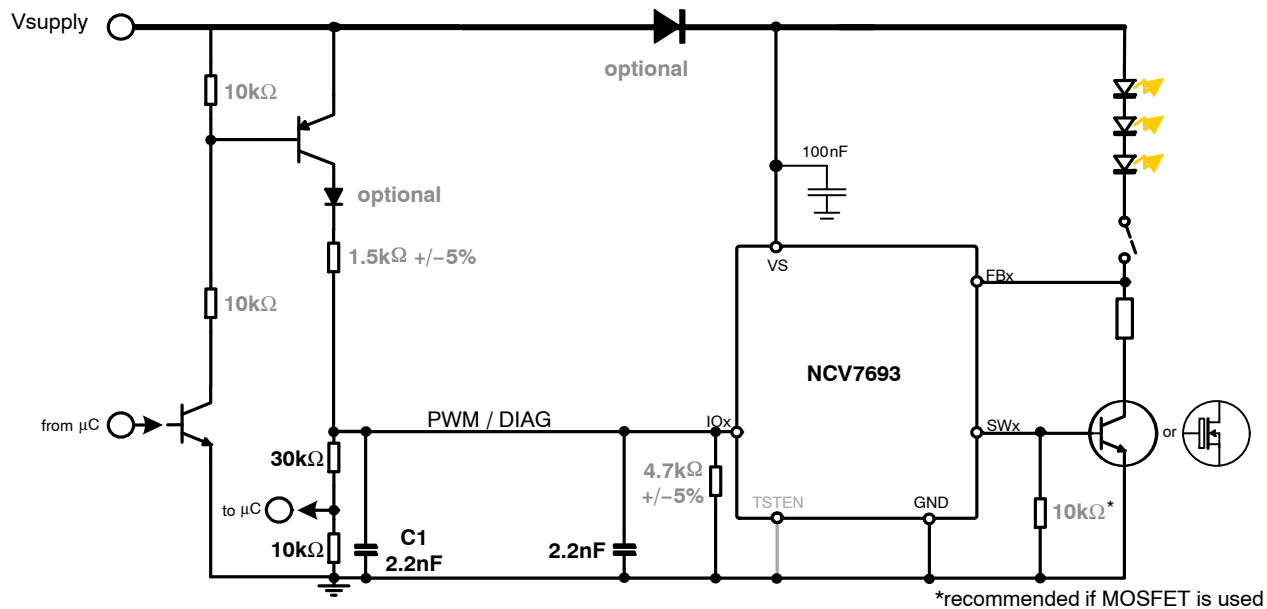 Vsupply
optional
10kΩ
100nF
optional
1.5kΩ +/−5%
VS
FBx
10kΩ
NCV7693
from μC
PWM / DIAG
IOx
SWx
or
30kΩ
4.7kΩ
+/−5%
to μC
TSTEN
GND
10kΩ*
10kΩ
C1
2.2nF
2.2nF
*recommended if MOSFET is used